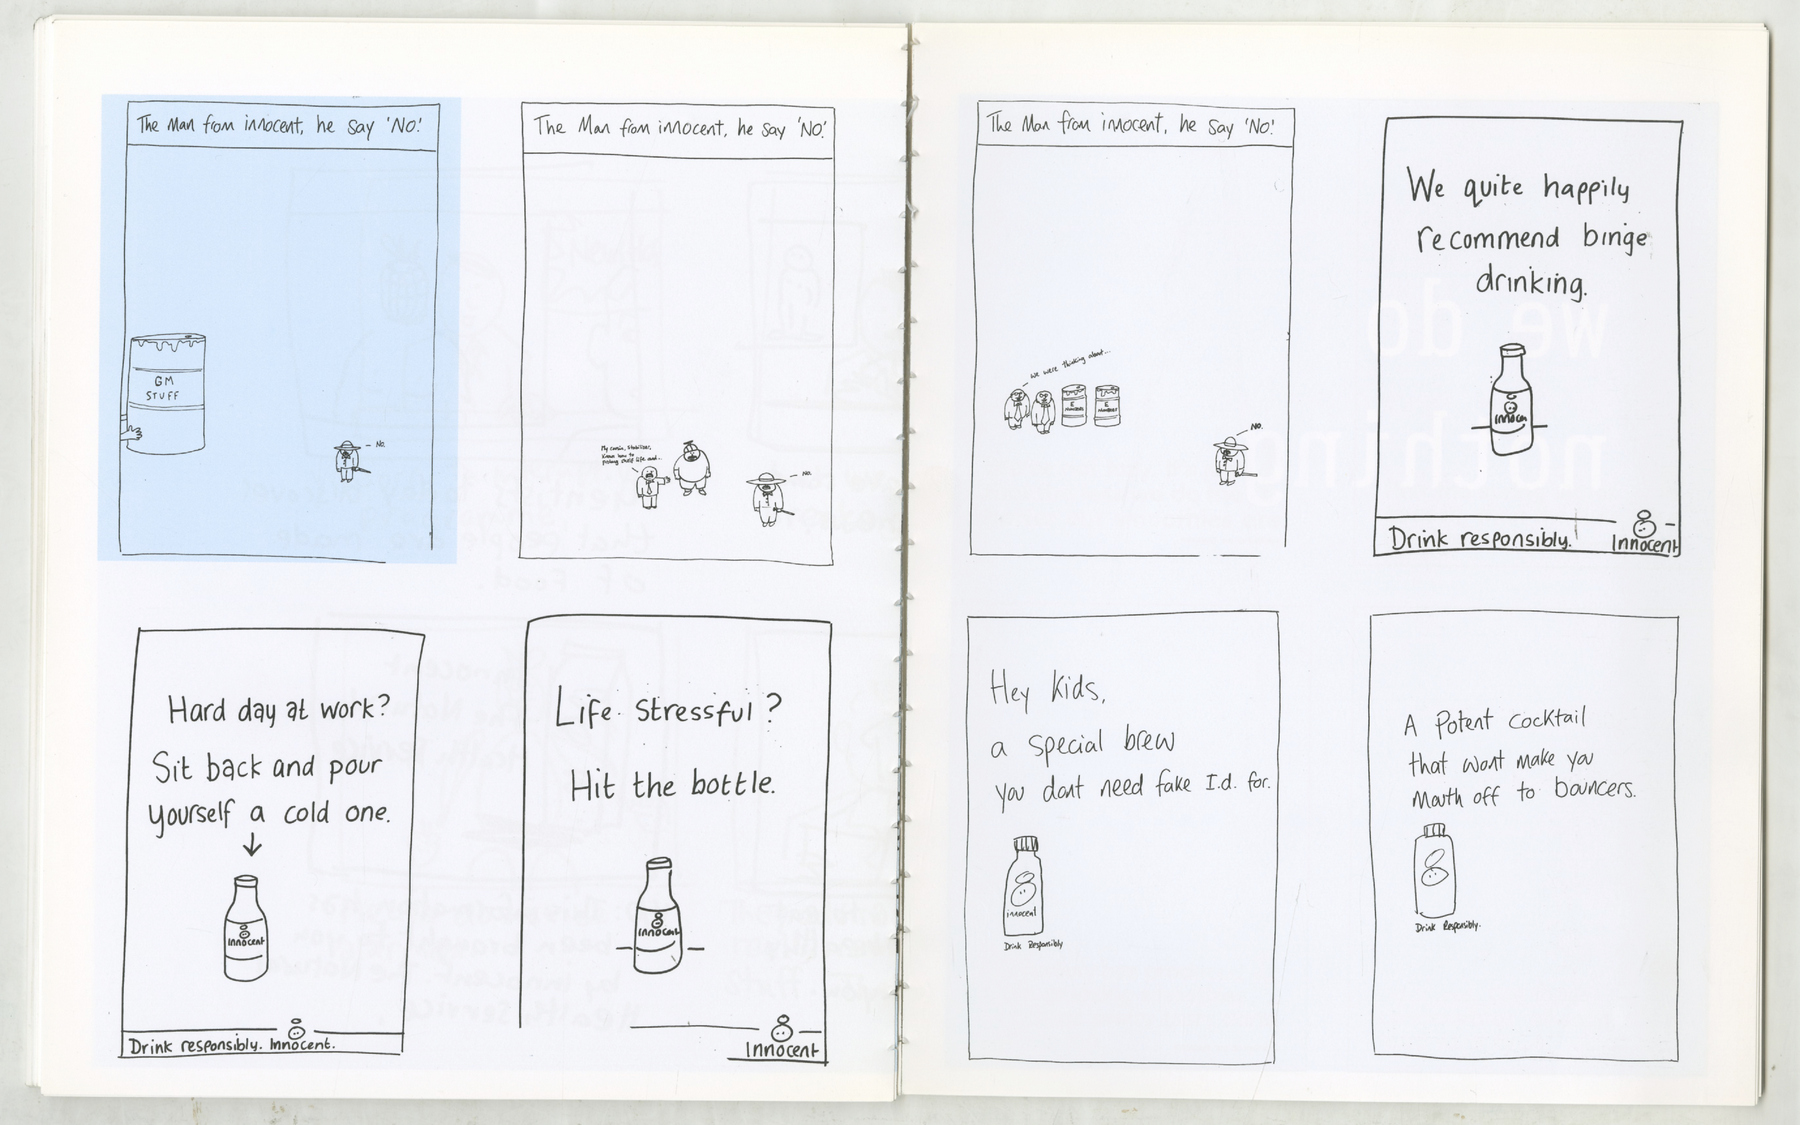 The Man from innocent, he say 'NO.'
GM
STUFF
No.
The Man from innocent, he say 'NO.'
My cousin, Stabiliser,
knows how to
prolong shelf life and...
No.
The Man from innocent, he say 'NO.'
We were thinking about...
E
NUMBERS
E
NUMBERS
No.
We quite happily
recommend binge
drinking.
innocent
Drink responsibly.
Innocent
Hard day at work?
Sit back and pour
yourself a cold one.
innocent
Drink responsibly. Innocent.
Life Stressful?
Hit the bottle.
innocent
Innocent
Hey Kids,
a special brew
you dont need fake I.d. for.
innocent
Drink Responsibly
A Potent cocktail
that wont make you
Mouth off to bouncers.
Drink Responsibly.
we do
nothing